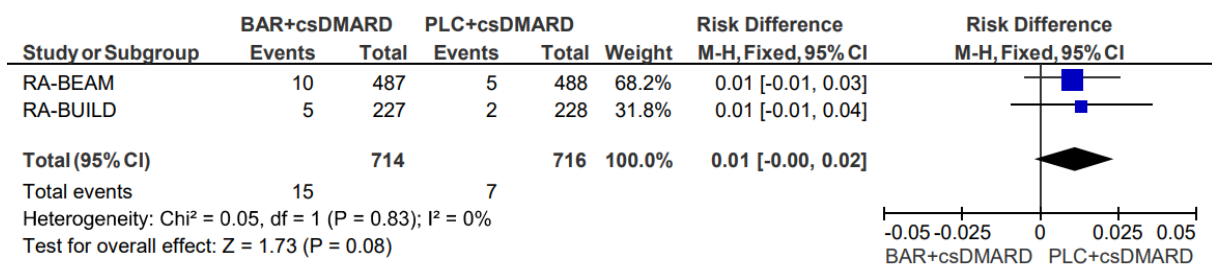 BAR+csDMARD PLC+csDMARD Risk Difference Risk Difference
Study or Subgroup Events Total Events Total Weight M-H, Fixed, 95% CI M-H, Fixed, 95% CI
RA-BEAM 10 487 5 488 68.2% 0.01 [-0.01, 0.03]
RA-BUILD 5 227 2 228 31.8% 0.01 [-0.01, 0.04]
Total (95% CI) 714 716 100.0% 0.01 [-0.00, 0.02]
Total events 15 7
Heterogeneity: Chi² = 0.05, df = 1 (P = 0.83); I² = 0%
Test for overall effect: Z = 1.73 (P = 0.08)
-0.05 -0.025 0 0.025 0.05
BAR+csDMARD PLC+csDMARD